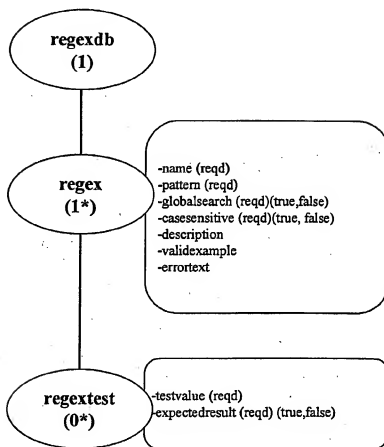 regexdb
(1)
regex
(1*)
-name (reqd)
-pattern (reqd)
-globalsearch (reqd)(true,false)
-casesensitive (reqd)(true, false)
-description
-validexample
-errortext
regextest
(0*)
-testvalue (reqd)
-expectedresult (reqd) (true,false)